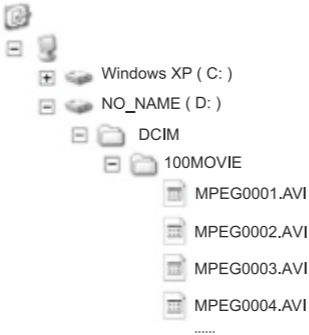 Windows XP ( C: )
NO_NAME ( D: )
DCIM
100MOVIE
MPEG0001.AVI
MPEG0002.AVI
MPEG0003.AVI
MPEG0004.AVI
......